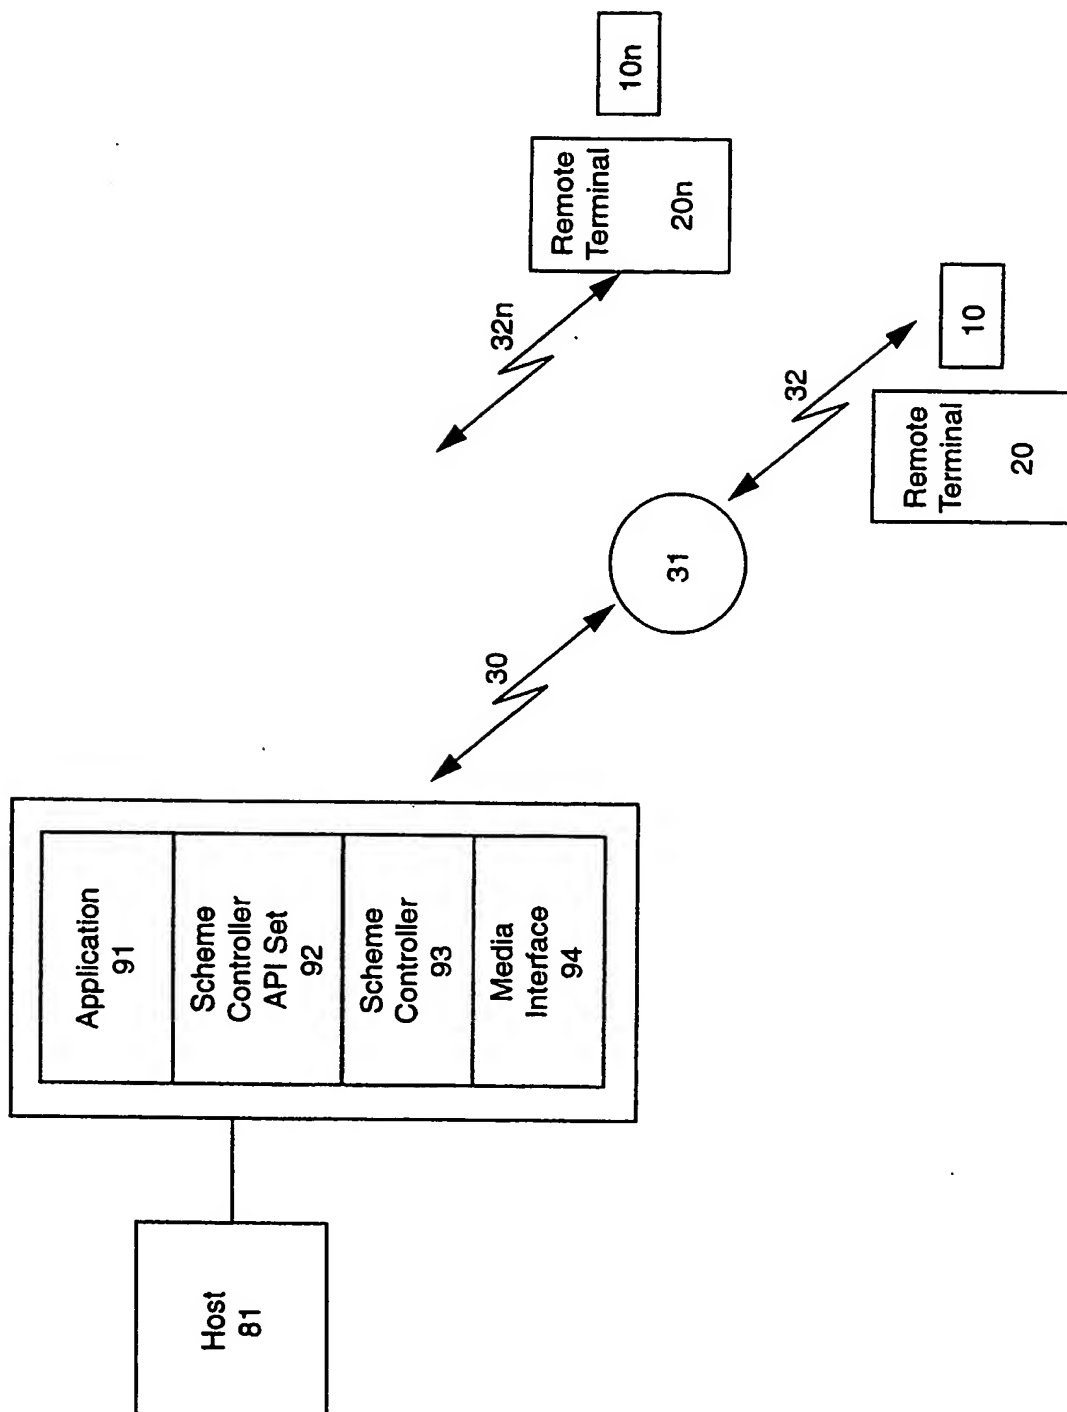 Host
81
Application
91
Scheme
Controller
API Set
92
Scheme
Controller
93
Media
Interface
94
30
31
32n
32
Remote
Terminal
20n
10n
Remote
Terminal
20
10